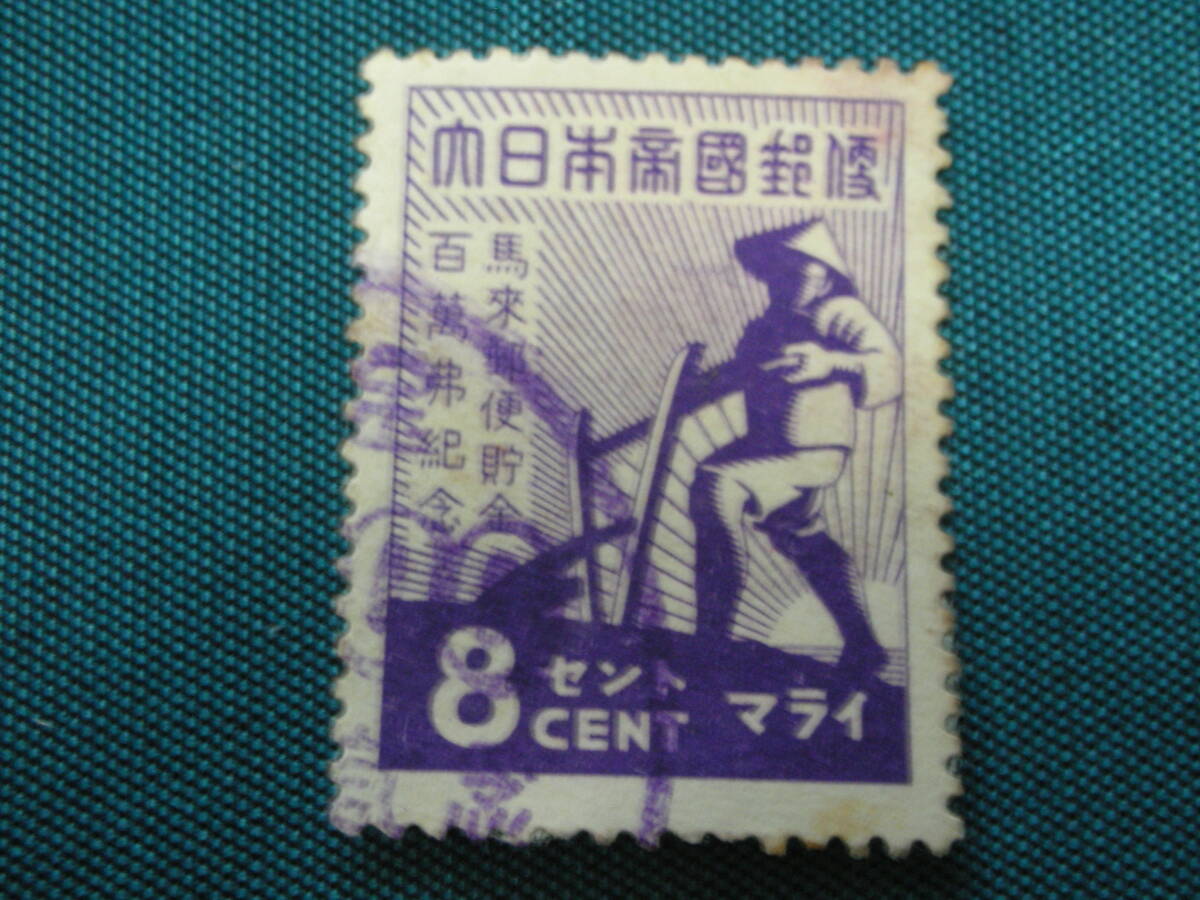 大日本帝國郵便
馬來郵便貯金
百萬弗紀念
8 セント
CENT
マライ